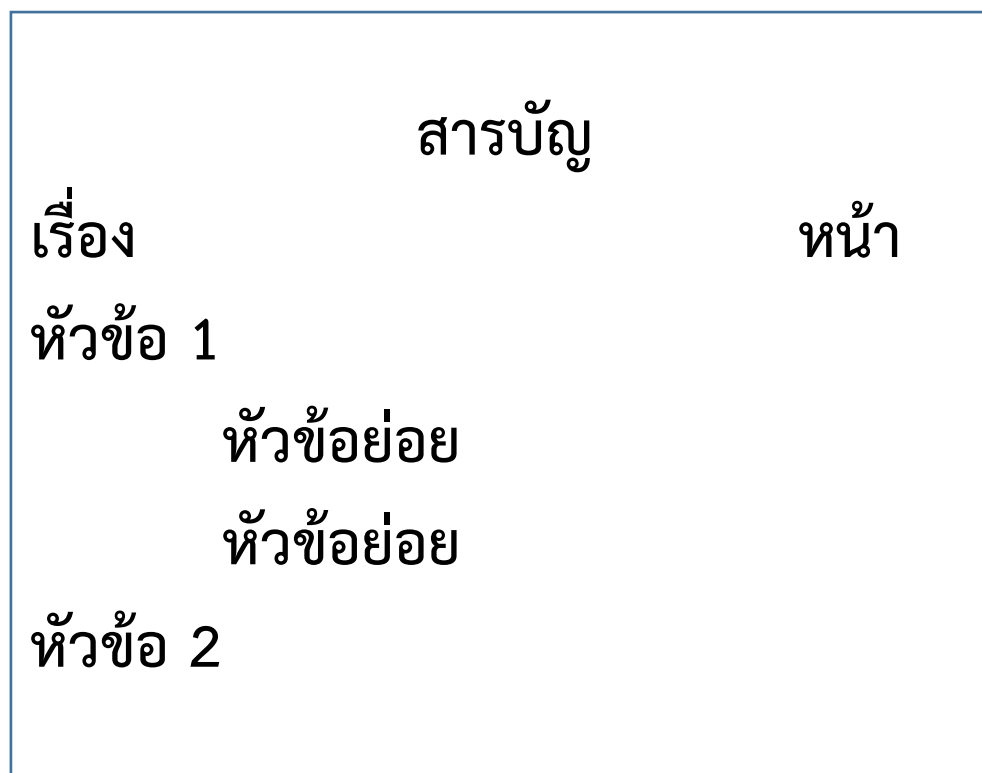 สารบัญ
เรื่อง หน้า
หัวข้อ 1
หัวข้อย่อย
หัวข้อย่อย
หัวข้อ 2